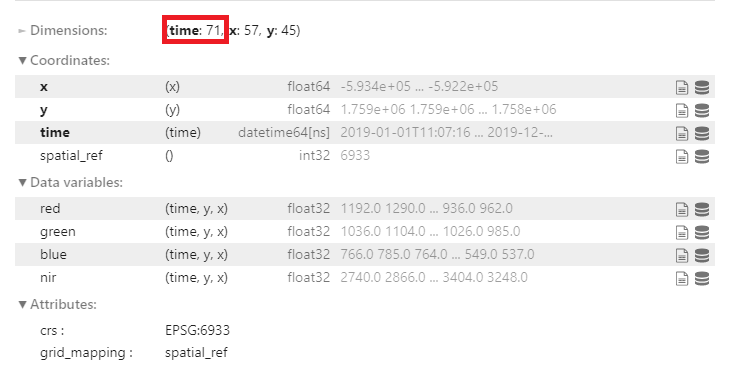 ► Dimensions: (time: 71, x: 57, y: 45)
▼ Coordinates:
x (x) float64 -5.934e+05 ... -5.922e+05
y (y) float64 1.759e+06 1.759e+06 ... 1.758e+06
time (time) datetime64[ns] 2019-01-01T11:07:16 ... 2019-12-...
spatial_ref () int32 6933
▼ Data variables:
red (time, y, x) float32 1192.0 1290.0 ... 936.0 962.0
green (time, y, x) float32 1036.0 1104.0 ... 1026.0 985.0
blue (time, y, x) float32 766.0 785.0 764.0 ... 549.0 537.0
nir (time, y, x) float32 2740.0 2866.0 ... 3404.0 3248.0
▼ Attributes:
crs : EPSG:6933
grid_mapping : spatial_ref